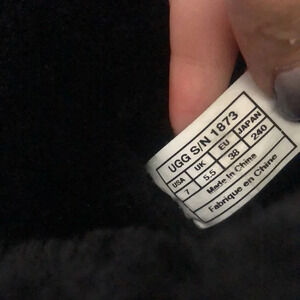 UGG S/N 1873
USA UK EU JAPAN
7 5.5 38 240
Made in China
Fabriqué en Chine